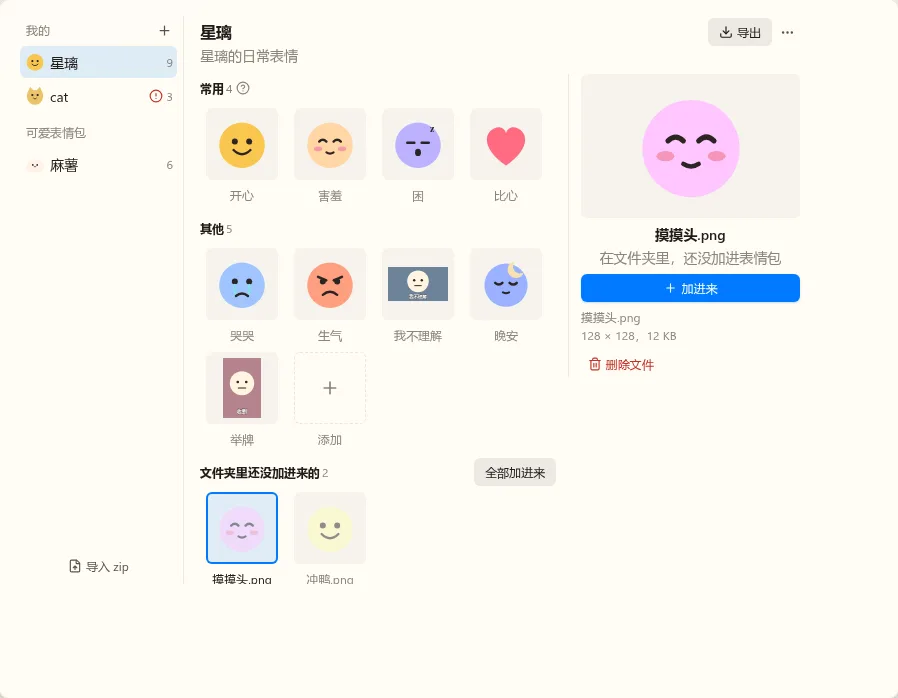 我的
星璃
9
cat
3
可爱表情包
麻薯
6
导入 zip
星璃
导出
星璃的日常表情
常用 4
开心
害羞
z
困
比心
其他 5
哭哭
生气
我不理解
晚安
举牌
添加
文件夹里还没加进来的 2
全部加进来
摸摸头.png
冲鸭.png
摸摸头.png
在文件夹里，还没加进表情包
加进来
摸摸头.png
128 × 128，12 KB
删除文件